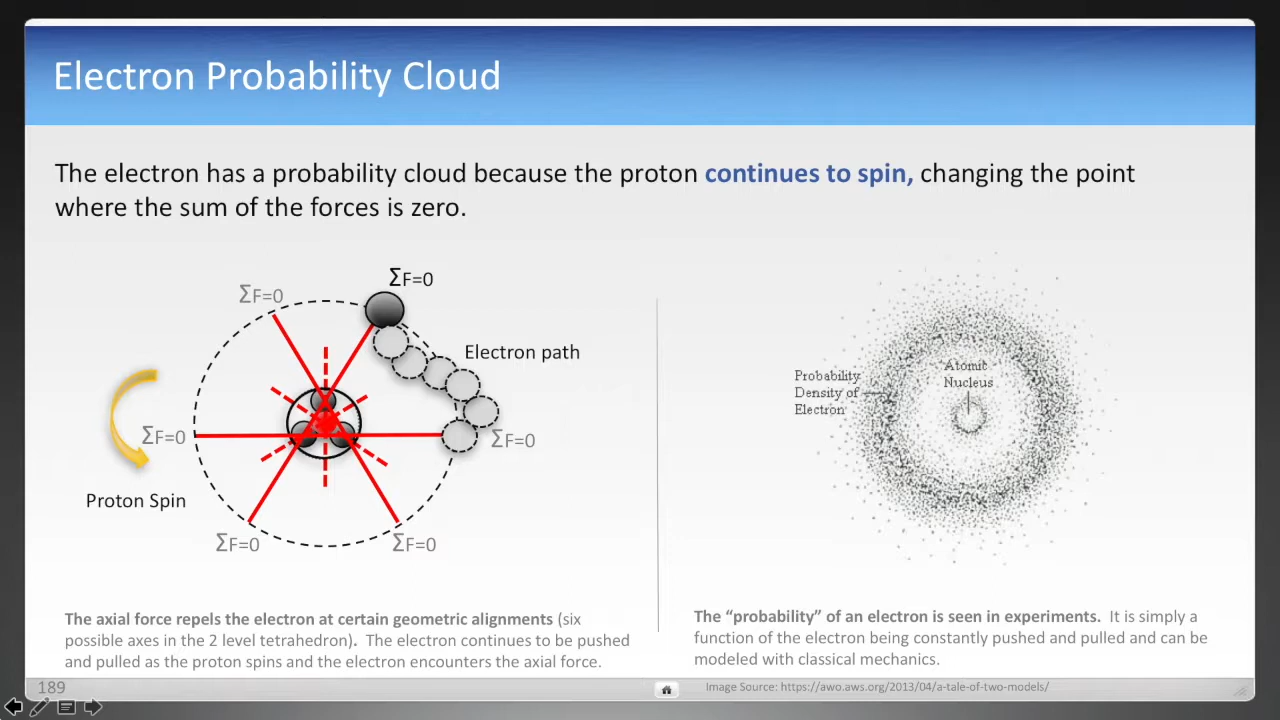 Electron Probability Cloud
The electron has a probability cloud because the proton continues to spin, changing the point
where the sum of the forces is zero.
ΣF=0
ΣF=0
Electron path
ΣF=0
ΣF=0
Proton Spin
ΣF=0
ΣF=0
The axial force repels the electron at certain geometric alignments (six
possible axes in the 2 level tetrahedron). The electron continues to be pushed
and pulled as the proton spins and the electron encounters the axial force.
Atomic
Nucleus
Probability
Density of
Electron
The “probability” of an electron is seen in experiments. It is simply a
function of the electron being constantly pushed and pulled and can be
modeled with classical mechanics.
189
Image Source: https://awo.aws.org/2013/04/a-tale-of-two-models/